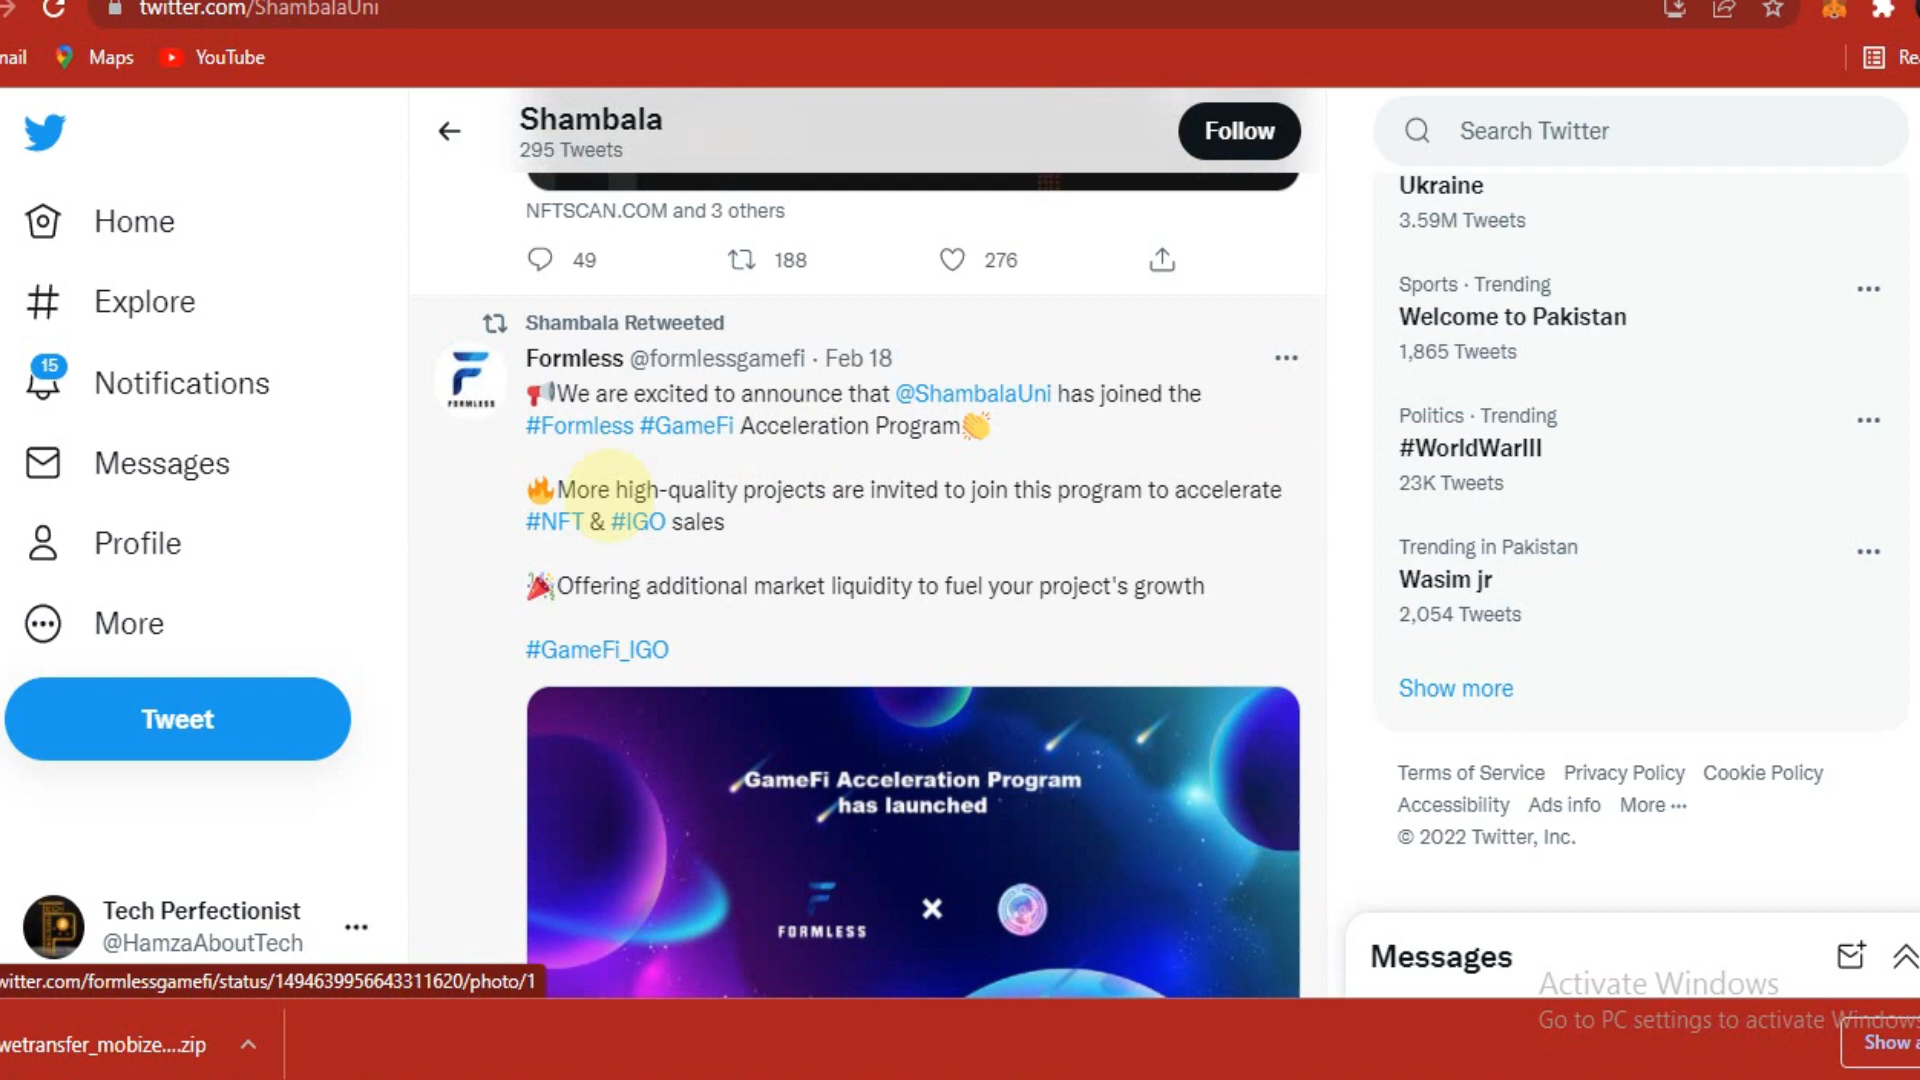 twitter.com/ShambalaUni
mail
Maps
YouTube
Rea
Home
Explore
15
Notifications
Messages
Profile
More
Tweet
Tech Perfectionist
@HamzaAboutTech
Shambala
295 Tweets
Follow
NFTSCAN.COM and 3 others
49
188
276
Shambala Retweeted
Formless @formlessgamefi · Feb 18
📢We are excited to announce that @ShambalaUni has joined the
#Formless #GameFi Acceleration Program👏
🔥More high-quality projects are invited to join this program to accelerate
#NFT & #IGO sales
🎉Offering additional market liquidity to fuel your project's growth
#GameFi_IGO
FORMLESS
GameFi Acceleration Program
has launched
FORMLESS
Search Twitter
Ukraine
3.59M Tweets
Sports · Trending
Welcome to Pakistan
1,865 Tweets
Politics · Trending
#WorldWarIII
23K Tweets
Trending in Pakistan
Wasim jr
2,054 Tweets
Show more
Terms of Service Privacy Policy Cookie Policy
Accessibility Ads info More ···
© 2022 Twitter, Inc.
Messages
Activate Windows
Go to PC settings to activate Windows
witter.com/formlessgamefi/status/1494639956643311620/photo/1
wetransfer_mobize....zip
Show a